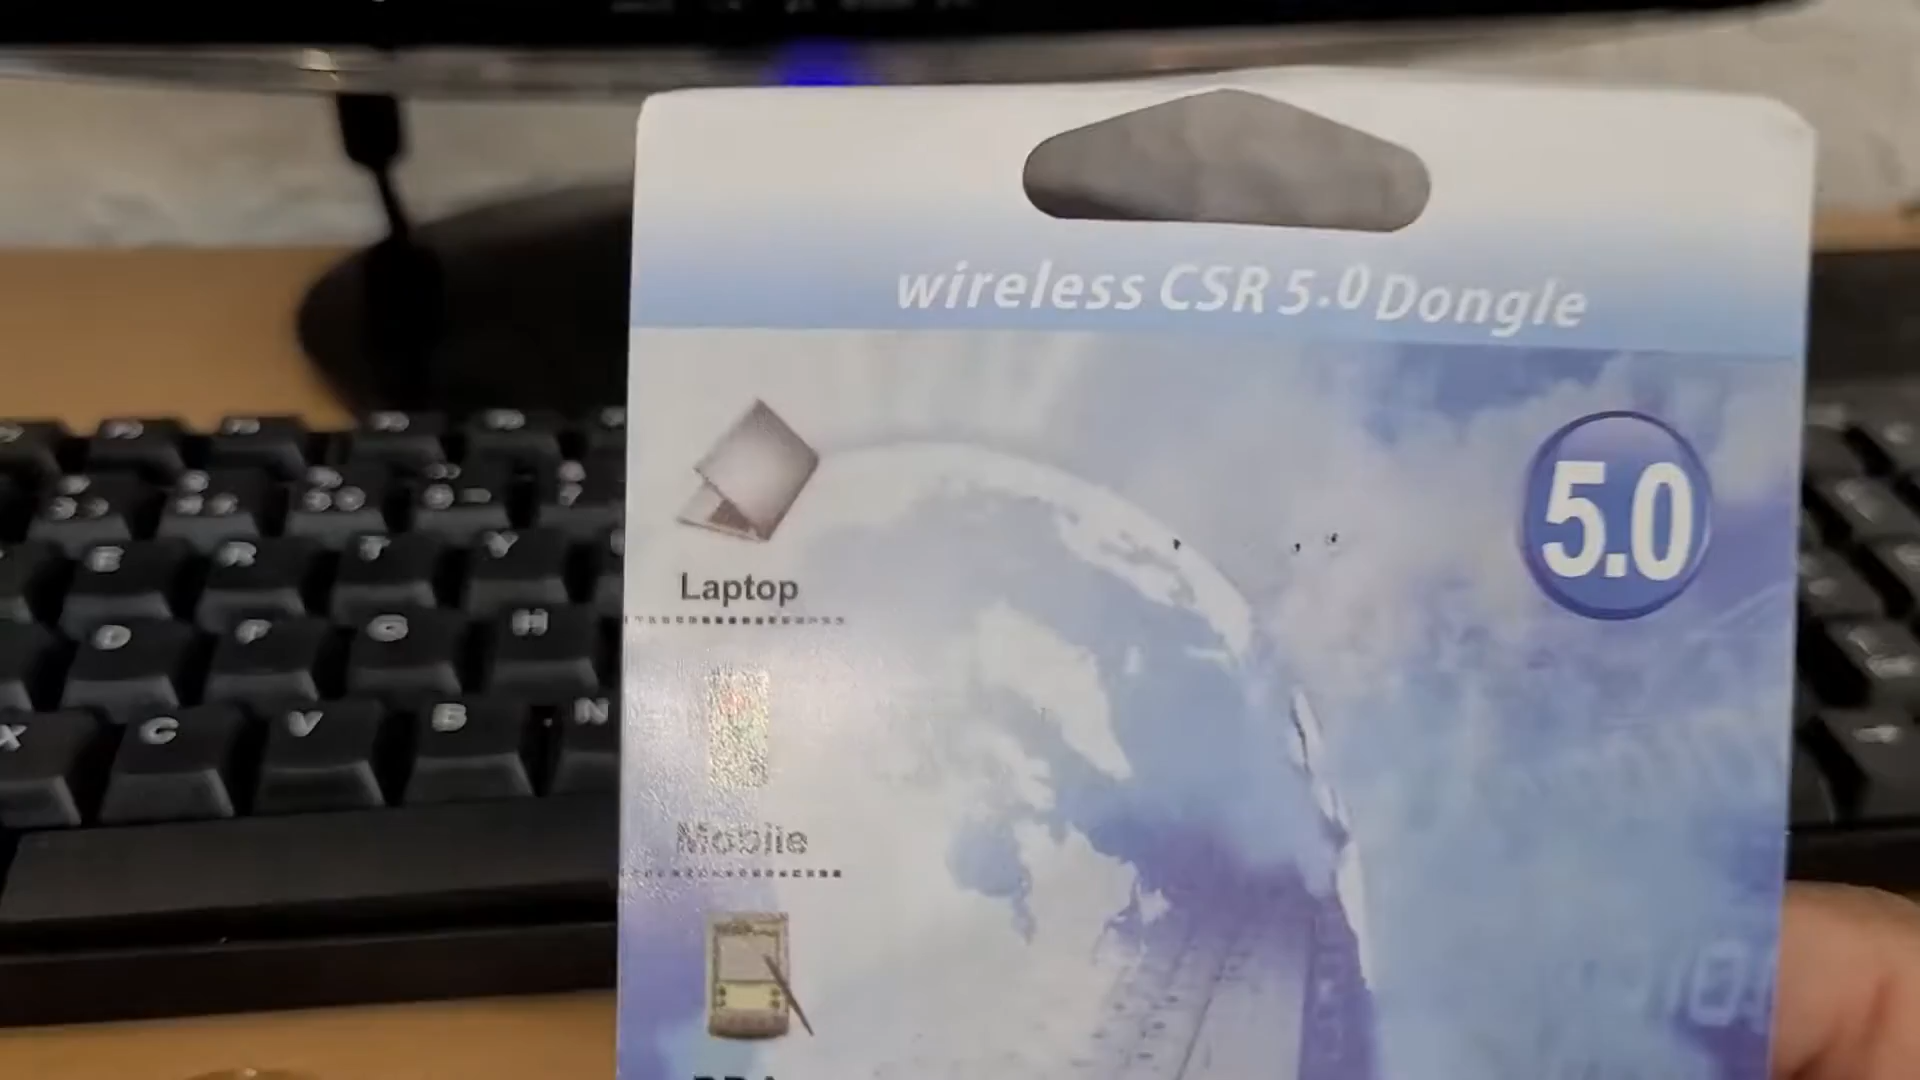 wireless CSR 5.0 Dongle
5.0
Laptop
Mobile
E R T Y
D F G H
X C V B N